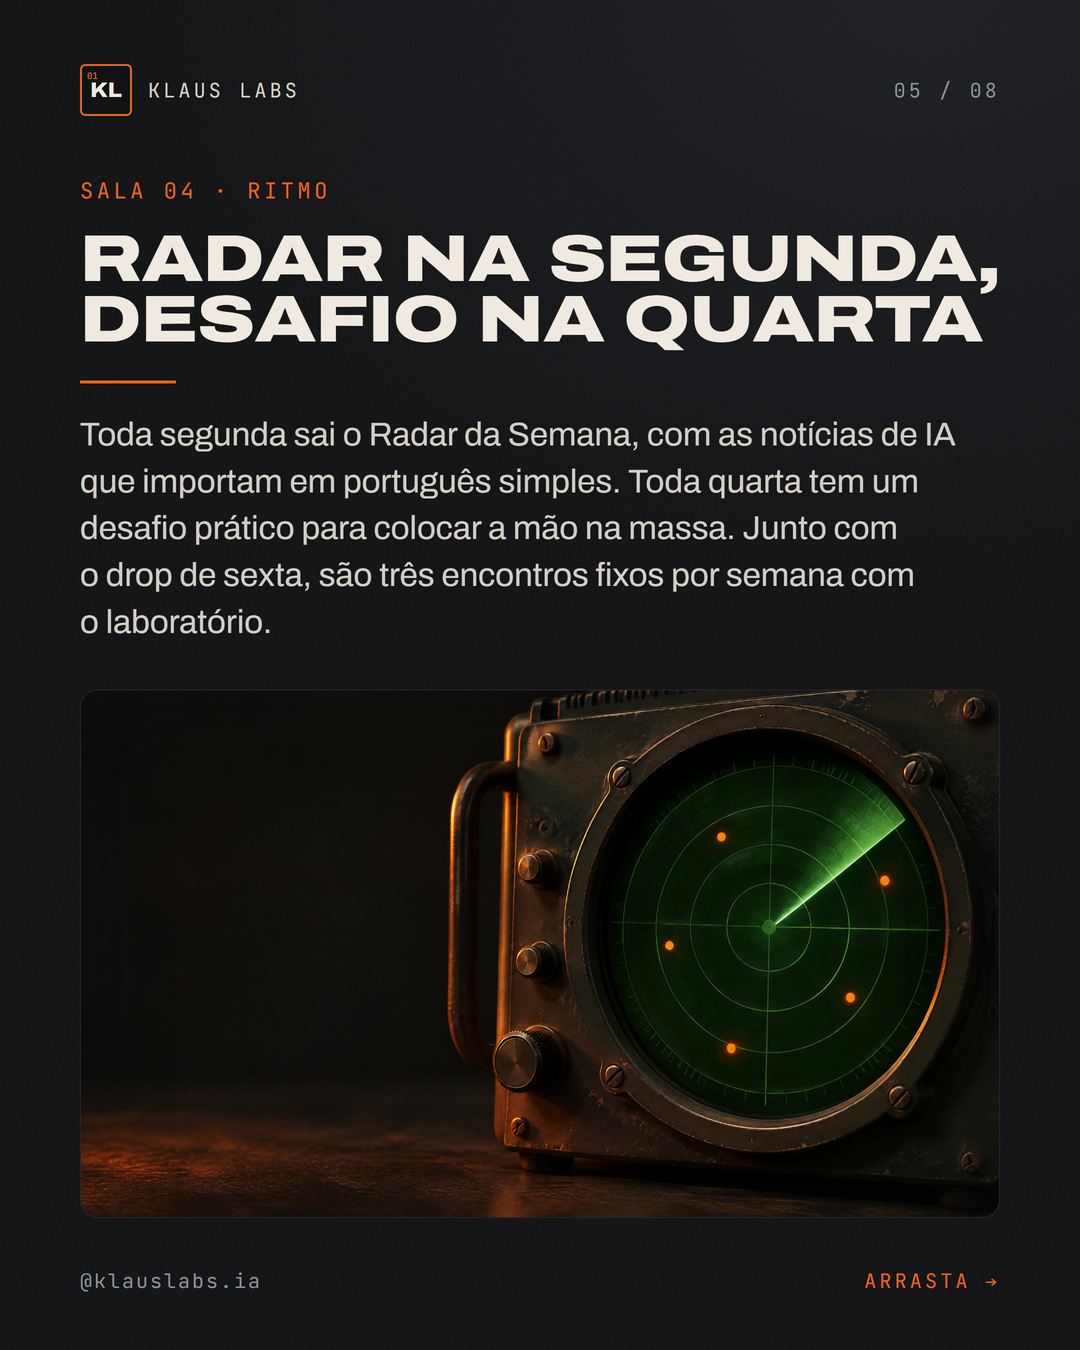 01
KL
KLAUS LABS
05 / 08
SALA 04 · RITMO
RADAR NA SEGUNDA,
DESAFIO NA QUARTA
Toda segunda sai o Radar da Semana, com as notícias de IA
que importam em português simples. Toda quarta tem um
desafio prático para colocar a mão na massa. Junto com
o drop de sexta, são três encontros fixos por semana com
o laboratório.
@klauslabs.ia
ARRASTA →